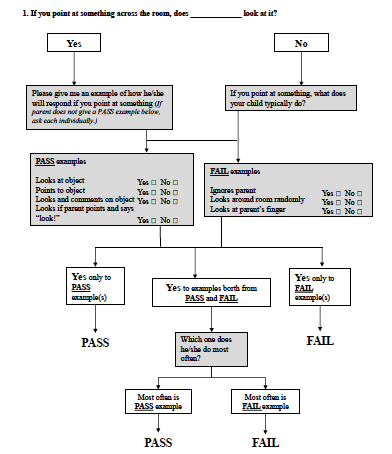 1. If you point at something across the room, does ____________ look at it?
Yes
No
Please give me an example of how he/she
will respond if you point at something (If
parent does not give a PASS example below,
ask each individually.)
If you point at something, what does
your child typically do?
PASS examples
Looks at object Yes □ No □
Points to object Yes □ No □
Looks and comments on object Yes □ No □
Looks if parent points and says
"look!" Yes □ No □
FAIL examples
Ignores parent Yes □ No □
Looks around room randomly Yes □ No □
Looks at parent's finger Yes □ No □
Yes only to
PASS
example(s)
Yes to examples borth from
PASS and FAIL
Yes only to
FAIL
example(s)
PASS
Which one does
he/she do most
often?
FAIL
Most often is
PASS example
Most often is
FAIL example
PASS
FAIL